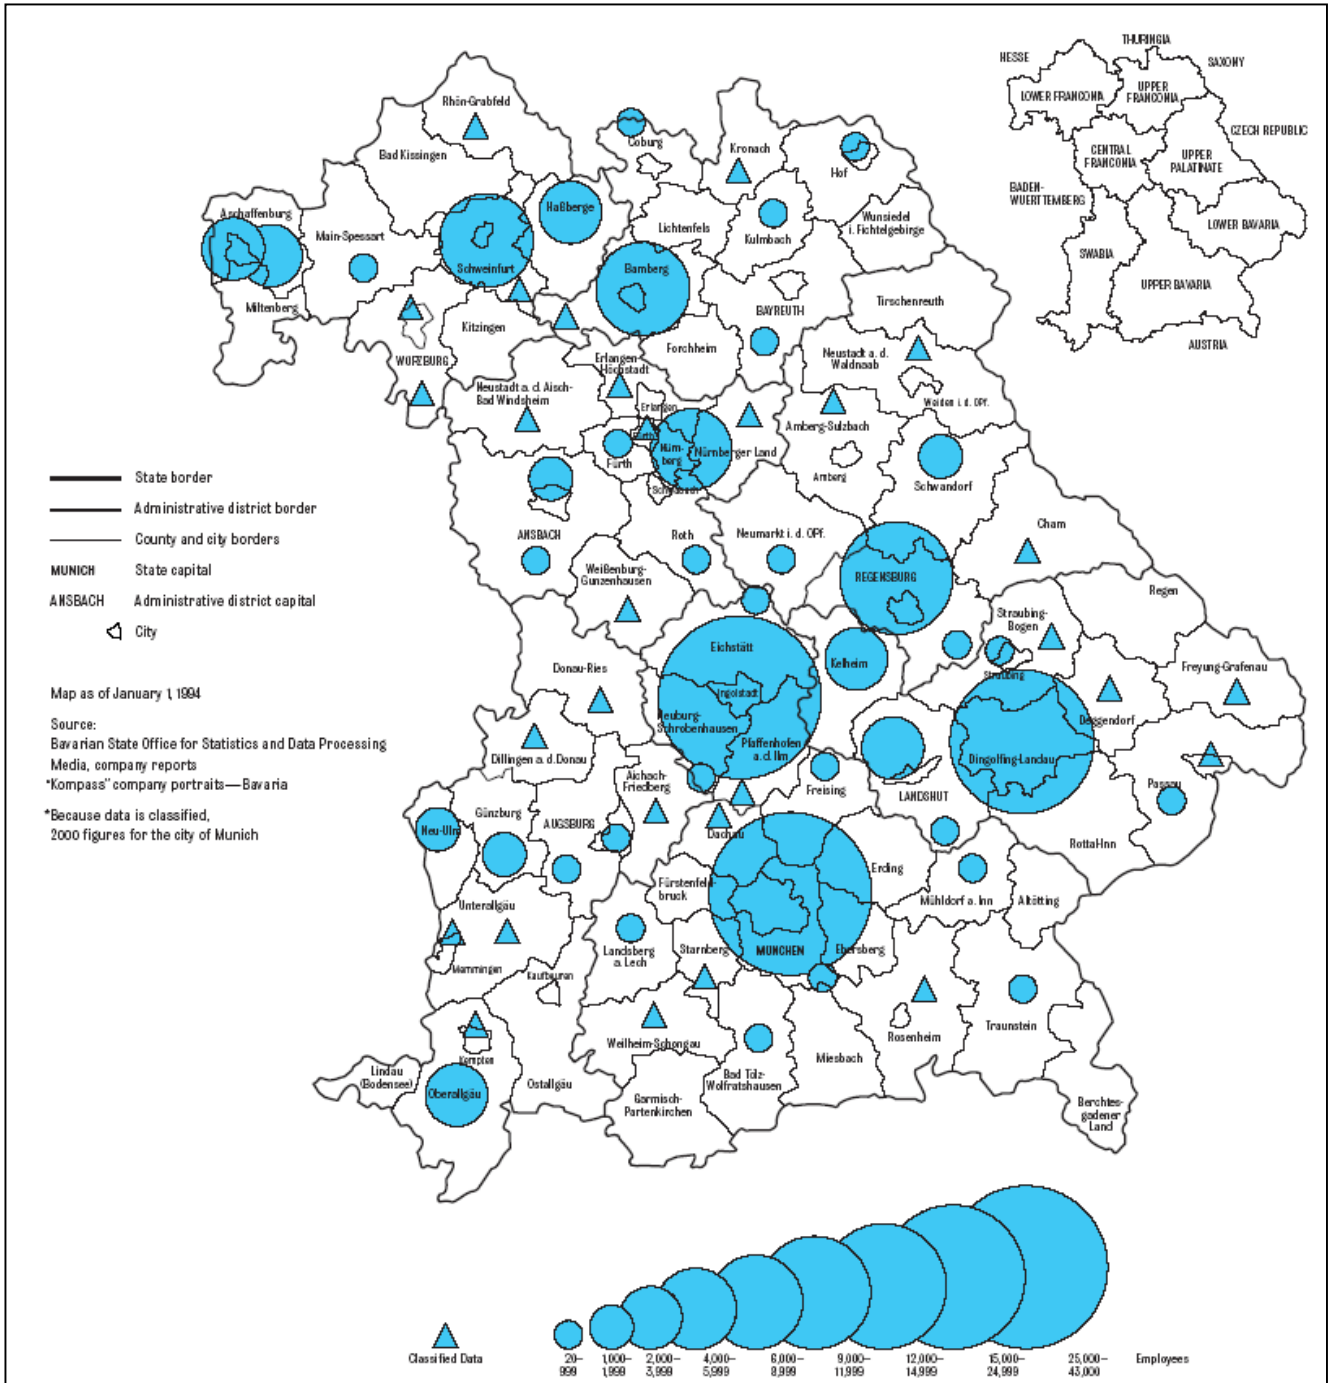 THURINGIA
HESSE
SAXONY
LOWER FRANCONIA
UPPER
FRANCONIA
CZECH REPUBLIC
CENTRAL
FRANCONIA
UPPER
PALATINATE
BADEN-
WUERTTEMBERG
LOWER BAVARIA
SWABIA
UPPER BAVARIA
AUSTRIA
Rhön-Grabfeld
Bad Kissingen
Coburg
Kronach
Hof
Aschaffenburg
Main-Spessart
Haßberge
Lichtenfels
Kulmbach
Wunsiedel
i. Fichtelgebirge
Schweinfurt
Bamberg
Miltenberg
Kitzingen
BAYREUTH
Tirschenreuth
WÜRZBURG
Forchheim
Erlangen-
Höchstadt
Neustadt a. d.
Waldnaab
Neustadt a. d. Aisch-
Bad Windsheim
Weiden i. d. OPf.
Erlangen
Fürth
Fürth
Nürn-
berg
Nürnberger Land
Amberg-Sulzbach
Amberg
Schwandorf
Schwabach
ANSBACH
Roth
Neumarkt i. d. OPf.
Cham
Weißenburg-
Gunzenhausen
REGENSBURG
Regen
Straubing-
Bogen
Straubing
Eichstätt
Kelheim
Freyung-Grafenau
Donau-Ries
Ingolstadt
Neuburg-
Schrobenhausen
Pfaffenhofen
a. d. Ilm
Deggendorf
Dingolfing-Landau
Dillingen a. d. Donau
Aichach-
Friedberg
Freising
LANDSHUT
Passau
Neu-Ulm
Günzburg
AUGSBURG
Dachau
Rottal-Inn
Erding
Fürstenfeld-
bruck
Mühldorf a. Inn
Altötting
Unterallgäu
Landsberg
a. Lech
Starnberg
MÜNCHEN
Ebersberg
Memmingen
Kaufbeuren
Weilheim-Schongau
Rosenheim
Traunstein
Kempten
Miesbach
Lindau
(Bodensee)
Oberallgäu
Ostallgäu
Bad Tölz-
Wolfratshausen
Garmisch-
Partenkirchen
Berchtes-
gadener
Land
State border
Administrative district border
County and city borders
MUNICH State capital
ANSBACH Administrative district capital
City
Map as of January 1, 1994
Source:
Bavarian State Office for Statistics and Data Processing
Media, company reports
"Kompass" company portraits—Bavaria
*Because data is classified,
2000 figures for the city of Munich
Classified Data
20– 1,000– 2,000– 4,000– 6,000– 9,000– 12,000– 15,000– 25,000– Employees
999 1,999 3,999 5,999 8,999 11,999 14,999 24,999 43,000